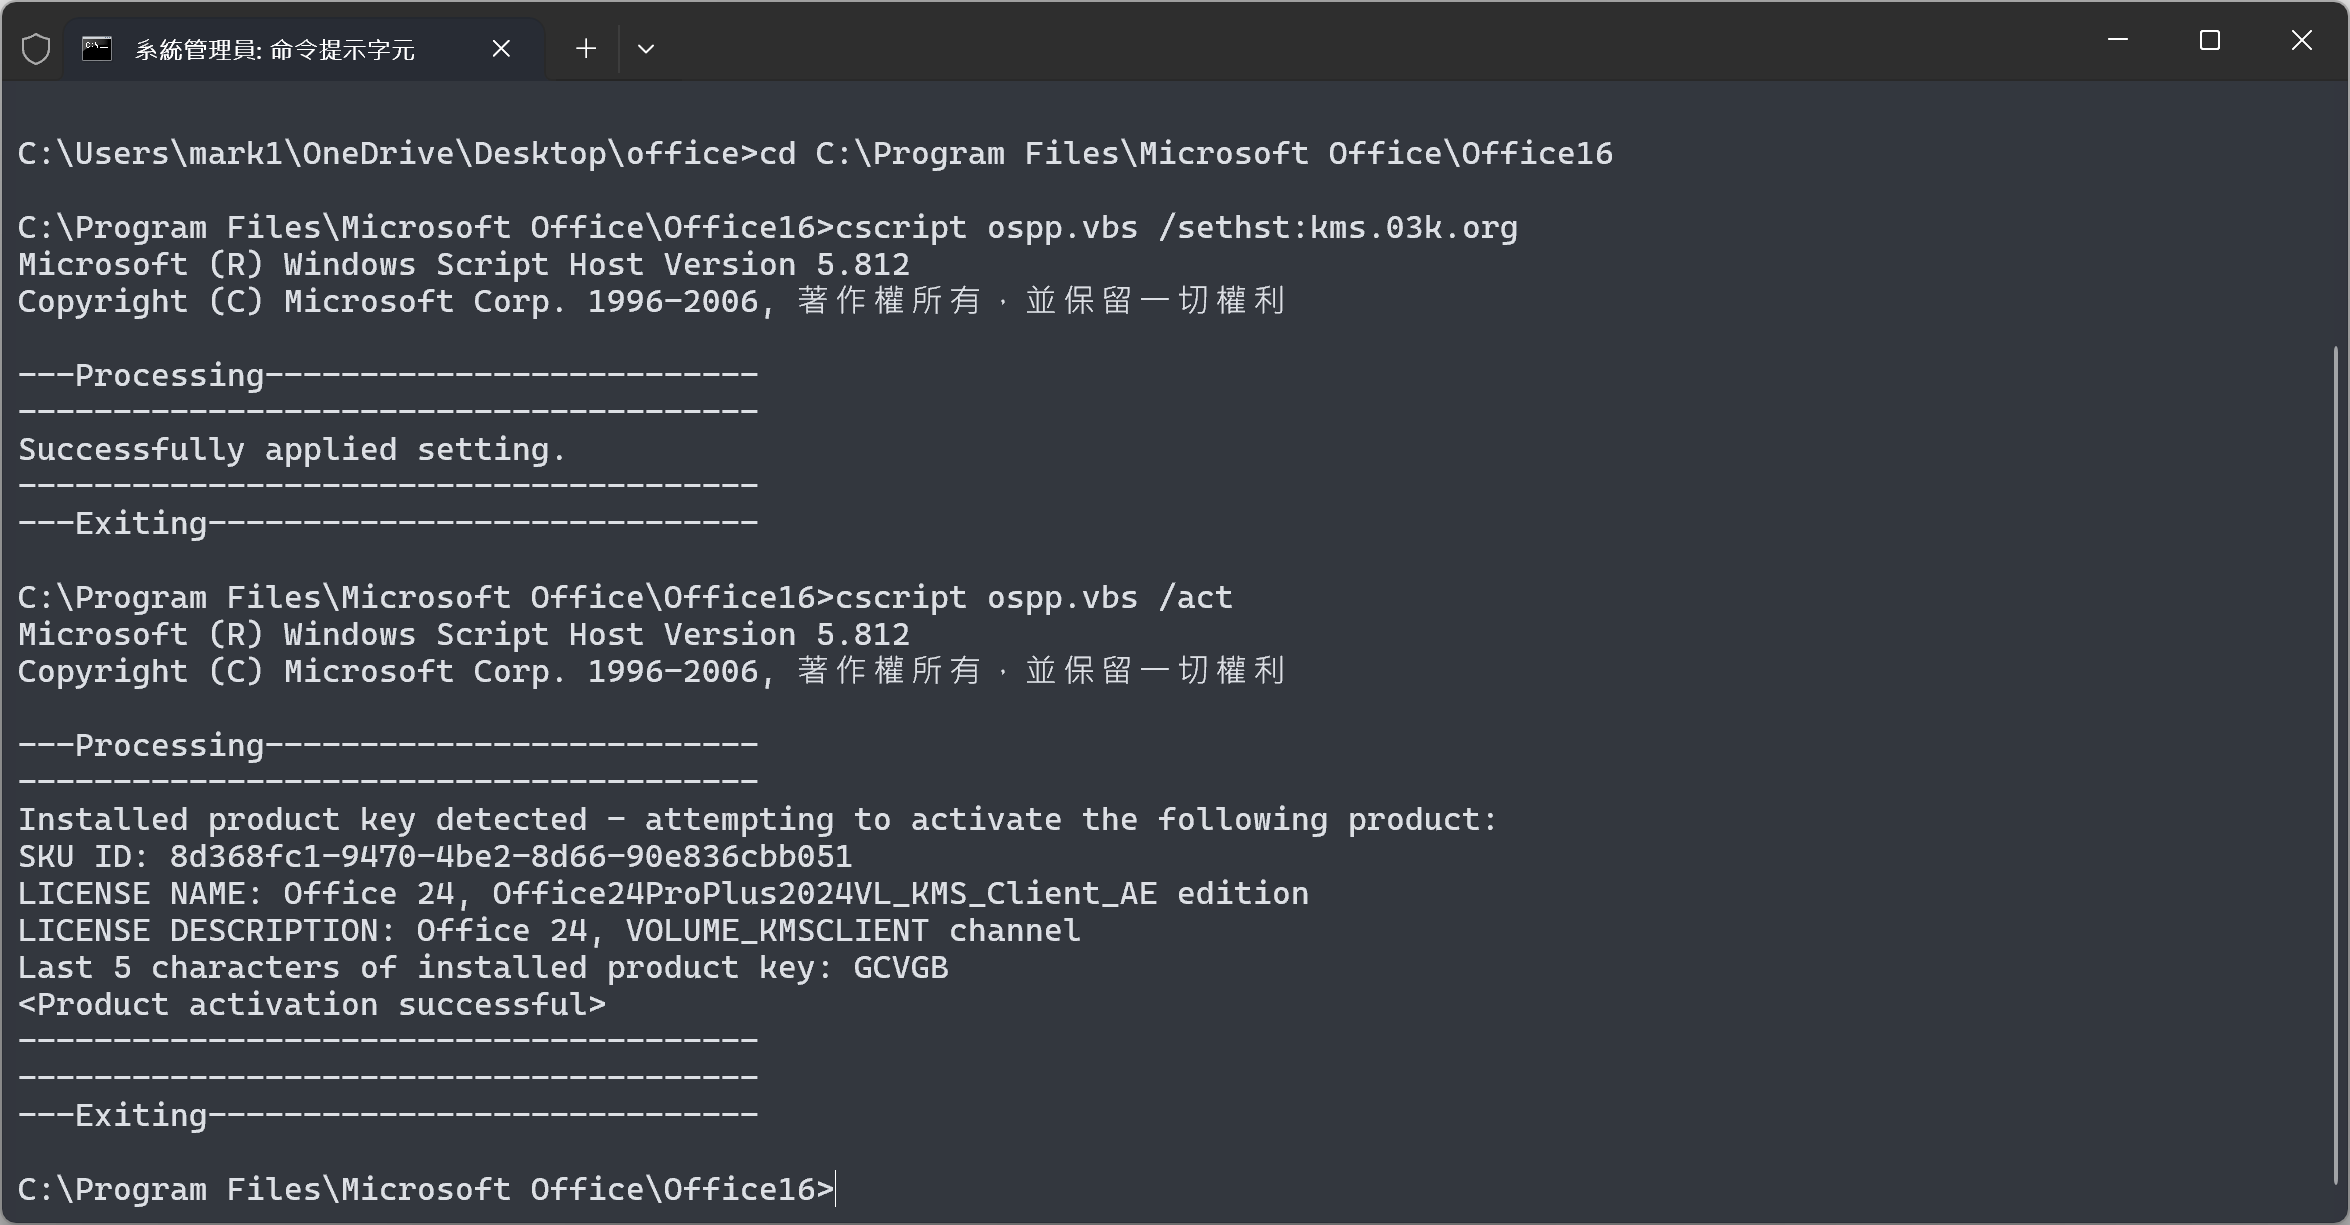 系統管理員: 命令提示字元
C:\Users\mark1\OneDrive\Desktop\office>cd C:\Program Files\Microsoft Office\Office16
C:\Program Files\Microsoft Office\Office16>cscript ospp.vbs /sethst:kms.03k.org
Microsoft (R) Windows Script Host Version 5.812
Copyright (C) Microsoft Corp. 1996-2006, 著作權所有，並保留一切權利
---Processing--------------------------
---------------------------------------
Successfully applied setting.
---------------------------------------
---Exiting-----------------------------
C:\Program Files\Microsoft Office\Office16>cscript ospp.vbs /act
Microsoft (R) Windows Script Host Version 5.812
Copyright (C) Microsoft Corp. 1996-2006, 著作權所有，並保留一切權利
---Processing--------------------------
---------------------------------------
Installed product key detected - attempting to activate the following product:
SKU ID: 8d368fc1-9470-4be2-8d66-90e836cbb051
LICENSE NAME: Office 24, Office24ProPlus2024VL_KMS_Client_AE edition
LICENSE DESCRIPTION: Office 24, VOLUME_KMSCLIENT channel
Last 5 characters of installed product key: GCVGB
<Product activation successful>
---------------------------------------
---------------------------------------
---Exiting-----------------------------
C:\Program Files\Microsoft Office\Office16>